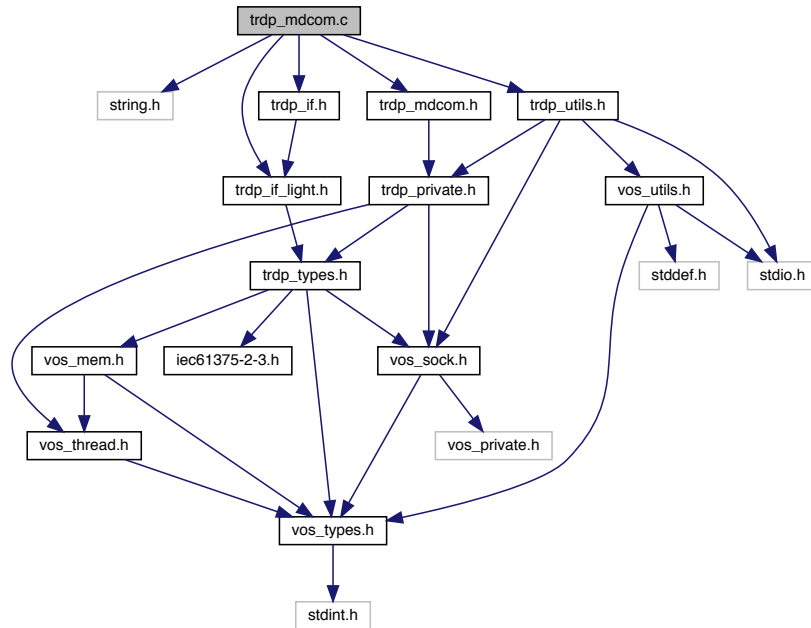 trdp_mdcom.c
string.h
trdp_if.h
trdp_mdcom.h
trdp_utils.h
trdp_if_light.h
trdp_private.h
vos_utils.h
trdp_types.h
stddef.h
stdio.h
vos_mem.h
iec61375-2-3.h
vos_sock.h
vos_thread.h
vos_private.h
vos_types.h
stdint.h